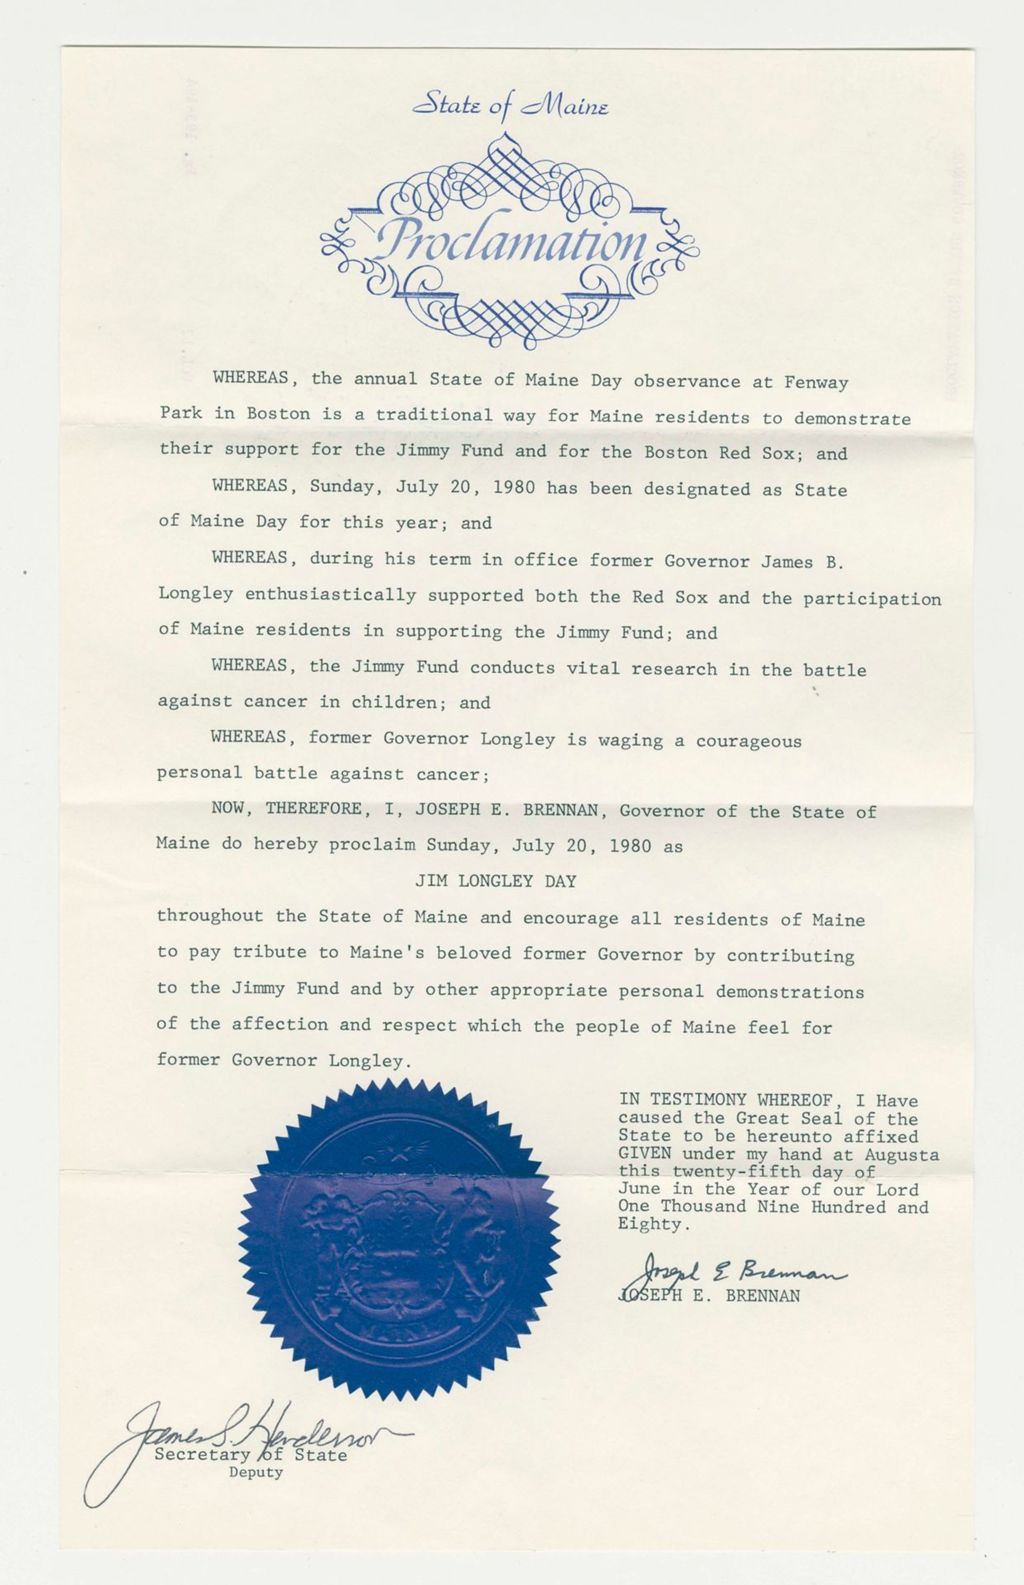 State of Maine
Proclamation
WHEREAS, the annual State of Maine Day observance at Fenway
Park in Boston is a traditional way for Maine residents to demonstrate
their support for the Jimmy Fund and for the Boston Red Sox; and
WHEREAS, Sunday, July 20, 1980 has been designated as State
of Maine Day for this year; and
WHEREAS, during his term in office former Governor James B.
Longley enthusiastically supported both the Red Sox and the participation
of Maine residents in supporting the Jimmy Fund; and
WHEREAS, the Jimmy Fund conducts vital research in the battle
against cancer in children; and
WHEREAS, former Governor Longley is waging a courageous
personal battle against cancer;
NOW, THEREFORE, I, JOSEPH E. BRENNAN, Governor of the State of
Maine do hereby proclaim Sunday, July 20, 1980 as
JIM LONGLEY DAY
throughout the State of Maine and encourage all residents of Maine
to pay tribute to Maine's beloved former Governor by contributing
to the Jimmy Fund and by other appropriate personal demonstrations
of the affection and respect which the people of Maine feel for
former Governor Longley.
IN TESTIMONY WHEREOF, I Have
caused the Great Seal of the
State to be hereunto affixed
GIVEN under my hand at Augusta
this twenty-fifth day of
June in the Year of our Lord
One Thousand Nine Hundred and
Eighty.
Joseph E Brennan
JOSEPH E. BRENNAN
MAINE
James S. Henderson
Secretary of State
Deputy